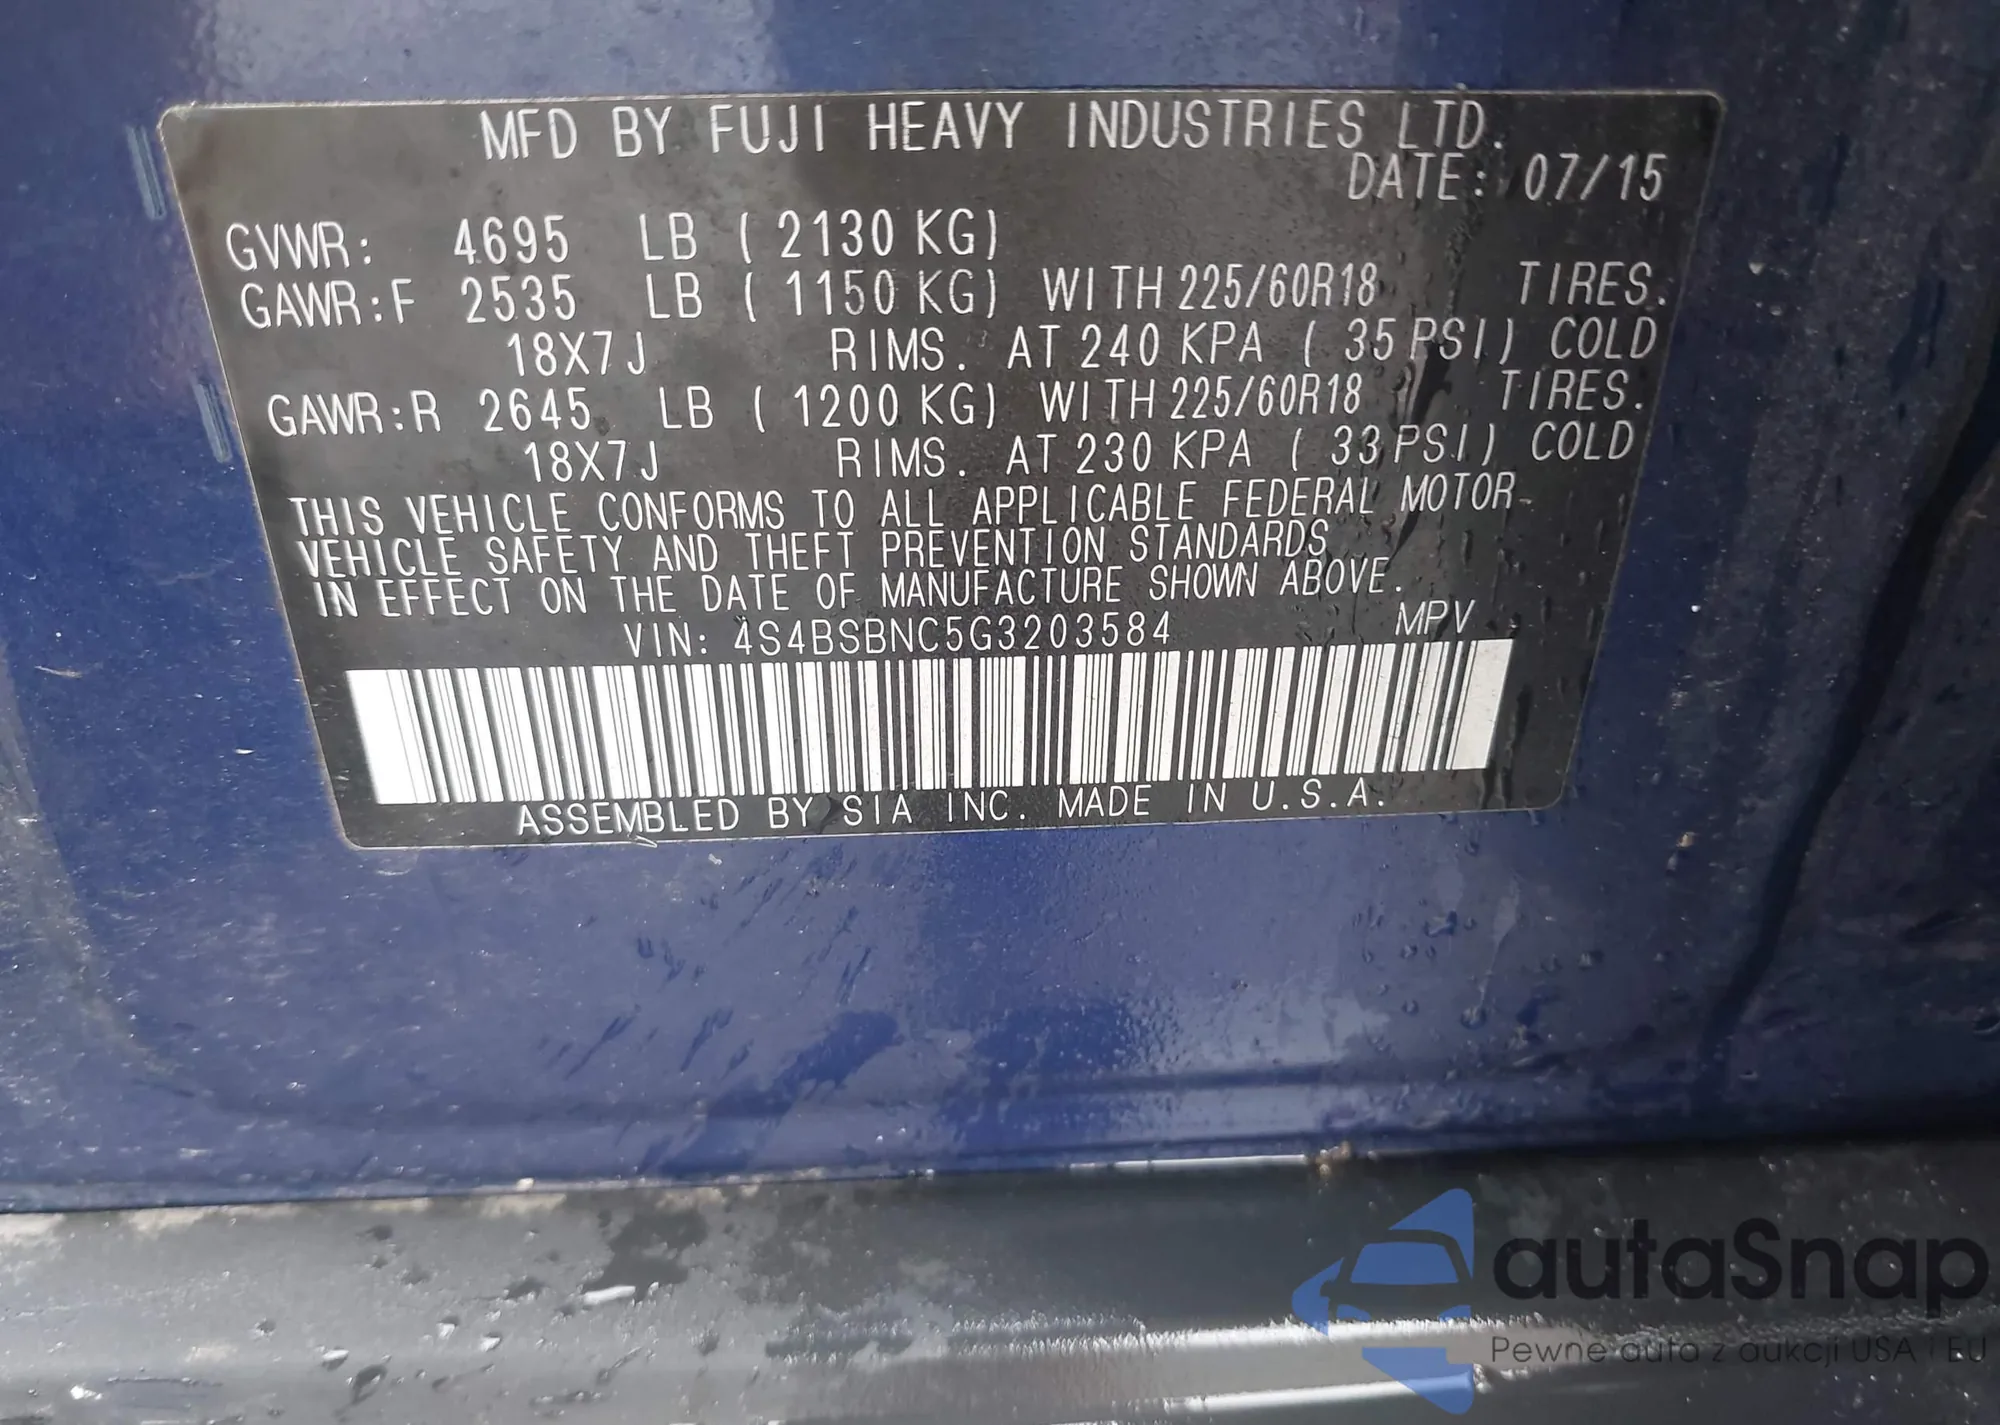 MFD BY FUJI HEAVY INDUSTRIES LTD.
DATE: 07/15
GVWR: 4695 LB ( 2130 KG)
GAWR:F 2535 LB ( 1150 KG) WITH 225/60R18 TIRES.
18X7J RIMS. AT 240 KPA ( 35 PSI) COLD
GAWR:R 2645 LB ( 1200 KG) WITH 225/60R18 TIRES.
18X7J RIMS. AT 230 KPA ( 33 PSI) COLD
THIS VEHICLE CONFORMS TO ALL APPLICABLE FEDERAL MOTOR
VEHICLE SAFETY AND THEFT PREVENTION STANDARDS
IN EFFECT ON THE DATE OF MANUFACTURE SHOWN ABOVE.
VIN: 4S4BSBNC5G3203584 MPV
ASSEMBLED BY SIA INC. MADE IN U.S.A.
autaSnap
Pewne auta z aukcji USA i EU